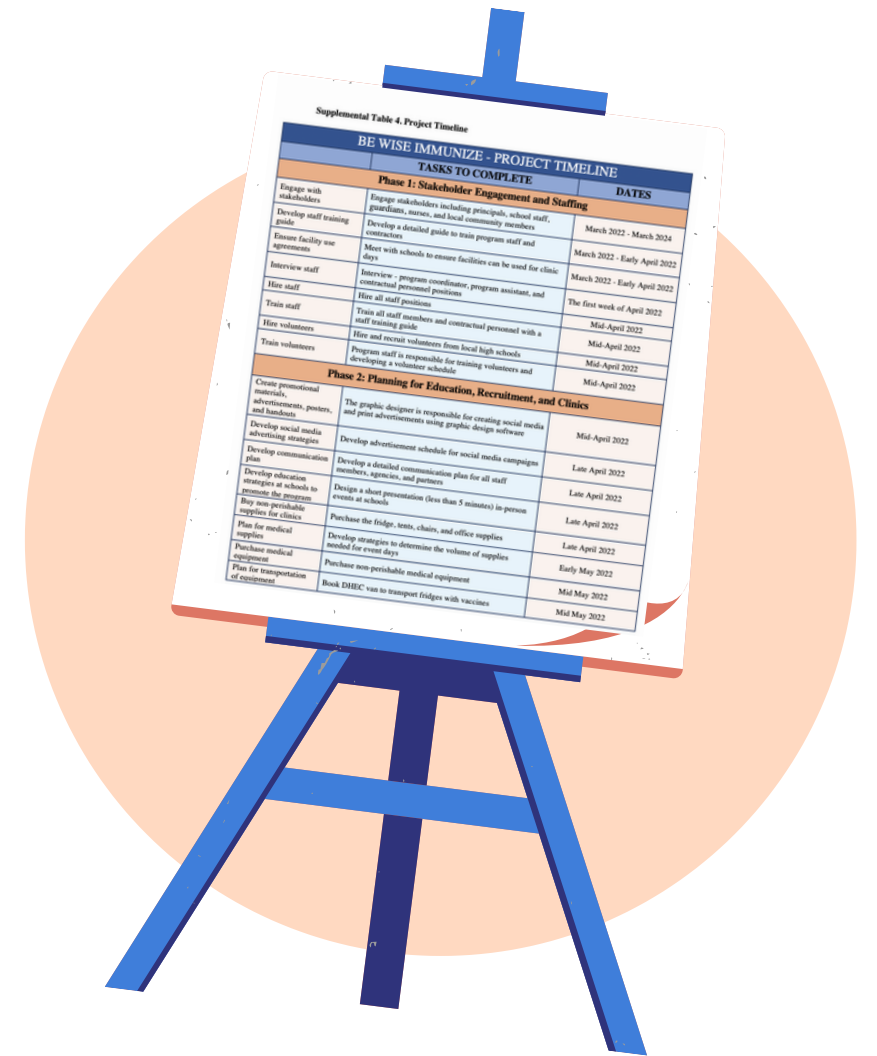 Supplemental Table 4. Project Timeline
BE WISE IMMUNIZE - PROJECT TIMELINE
TASKS TO COMPLETE
DATES
Phase 1: Stakeholder Engagement and Staffing
Engage with
stakeholders
Engage stakeholders including principals, school staff,
guardians, nurses, and local community members
March 2022 - March 2024
Develop staff training
guide
Develop a detailed guide to train program staff and
contractors
March 2022 - Early April 2022
Ensure facility use
agreements
Meet with schools to ensure facilities can be used for clinic
days
March 2022 - Early April 2022
Interview staff
Interview - program coordinator, program assistant, and
contractual personnel positions
The first week of April 2022
Hire staff
Hire all staff positions
Mid-April 2022
Train staff
Train all staff members and contractual personnel with a
staff training guide
Mid-April 2022
Hire volunteers
Hire and recruit volunteers from local high schools
Mid-April 2022
Train volunteers
Program staff is responsible for training volunteers and
developing a volunteer schedule
Mid-April 2022
Phase 2: Planning for Education, Recruitment, and Clinics
Create promotional
materials,
advertisements, posters,
and handouts
The graphic designer is responsible for creating social media
and print advertisements using graphic design software
Mid-April 2022
Develop social media
advertising strategies
Develop advertisement schedule for social media campaigns
Late April 2022
Develop communication
plan
Develop a detailed communication plan for all staff
members, agencies, and partners
Late April 2022
Develop education
strategies at schools to
promote the program
Design a short presentation (less than 5 minutes) in-person
events at schools
Late April 2022
Buy non-perishable
supplies for clinics
Purchase the fridge, tents, chairs, and office supplies
Late April 2022
Plan for medical
supplies
Develop strategies to determine the volume of supplies
needed for event days
Early May 2022
Purchase medical
equipment
Purchase non-perishable medical equipment
Mid May 2022
Plan for transportation
of equipment
Book DHEC van to transport fridges with vaccines
Mid May 2022